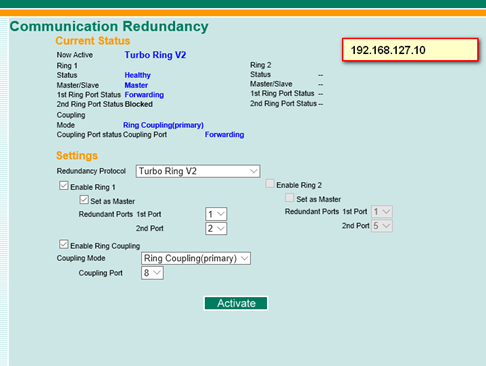 Communication Redundancy
Current Status
192.168.127.10
Now Active Turbo Ring V2
Ring 1 Ring 2
Status Healthy Status --
Master/Slave Master Master/Slave --
1st Ring Port Status Forwarding 1st Ring Port Status --
2nd Ring Port Status Blocked 2nd Ring Port Status --
Coupling
Mode Ring Coupling(primary)
Coupling Port status Coupling Port Forwarding
Settings
Redundancy Protocol Turbo Ring V2
Enable Ring 1 Enable Ring 2
Set as Master Set as Master
Redundant Ports 1st Port 1 Redundant Ports 1st Port 1
2nd Port 2 2nd Port 5
Enable Ring Coupling
Coupling Mode Ring Coupling(primary)
Coupling Port 8
Activate